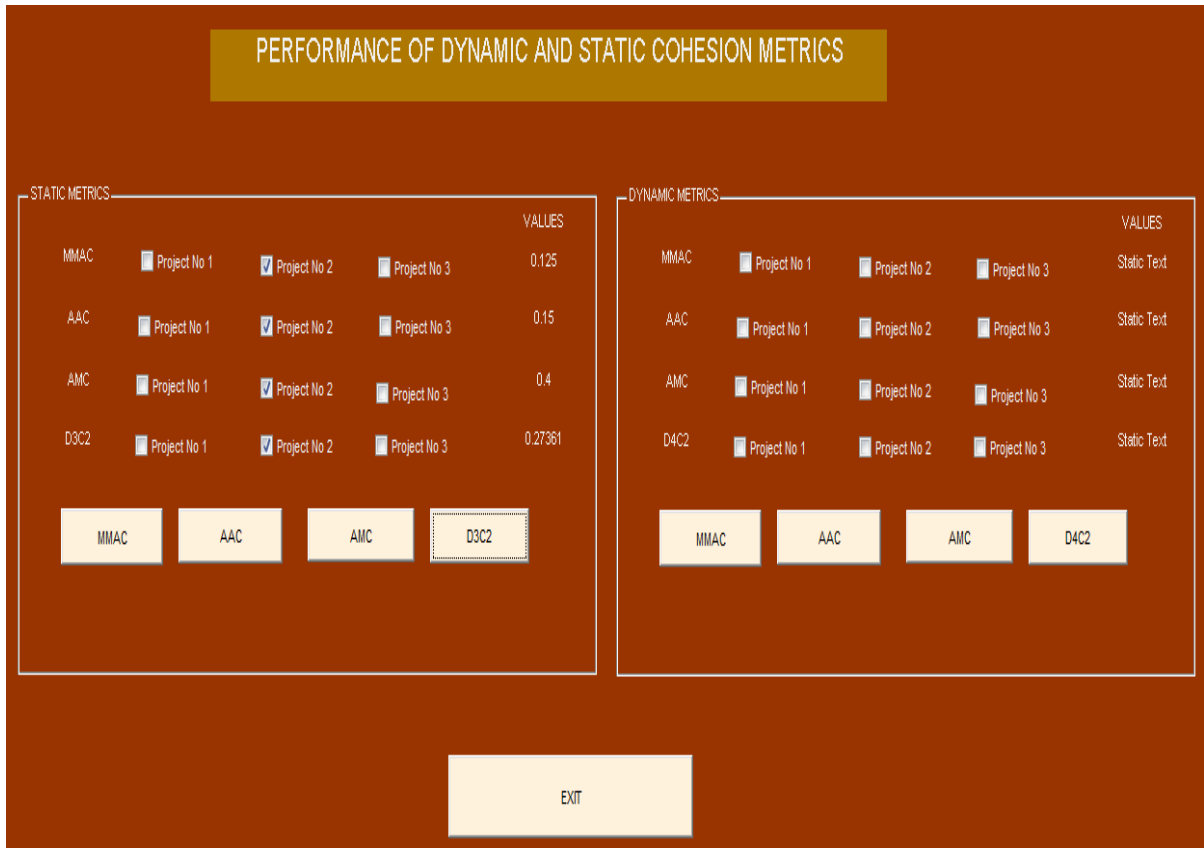 PERFORMANCE OF DYNAMIC AND STATIC COHESION METRICS
STATIC METRICS
VALUES
MMAC Project No 1 Project No 2 Project No 3 0.125
AAC Project No 1 Project No 2 Project No 3 0.15
AMC Project No 1 Project No 2 Project No 3 0.4
D3C2 Project No 1 Project No 2 Project No 3 0.27361
MMAC AAC AMC D3C2
DYNAMIC METRICS
VALUES
MMAC Project No 1 Project No 2 Project No 3 Static Text
AAC Project No 1 Project No 2 Project No 3 Static Text
AMC Project No 1 Project No 2 Project No 3 Static Text
D4C2 Project No 1 Project No 2 Project No 3 Static Text
MMAC AAC AMC D4C2
EXIT